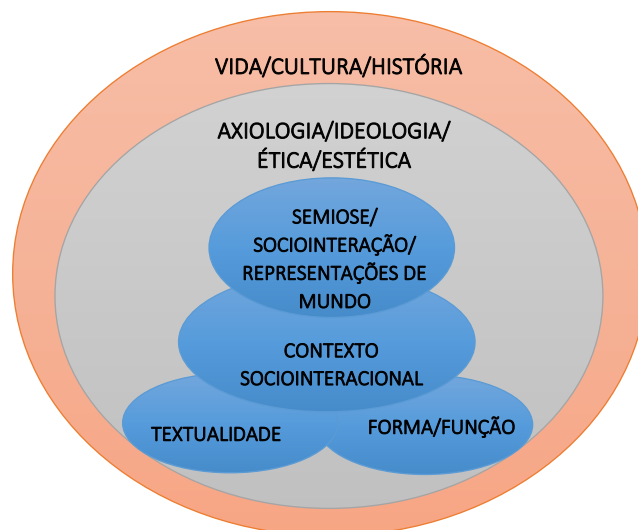 VIDA/CULTURA/HISTÓRIA
AXIOLOGIA/IDEOLOGIA/
ÉTICA/ESTÉTICA
SEMIOSE/
SOCIOINTERAÇÃO/
REPRESENTAÇÕES DE
MUNDO
CONTEXTO
SOCIOINTERACIONAL
TEXTUALIDADE
FORMA/FUNÇÃO